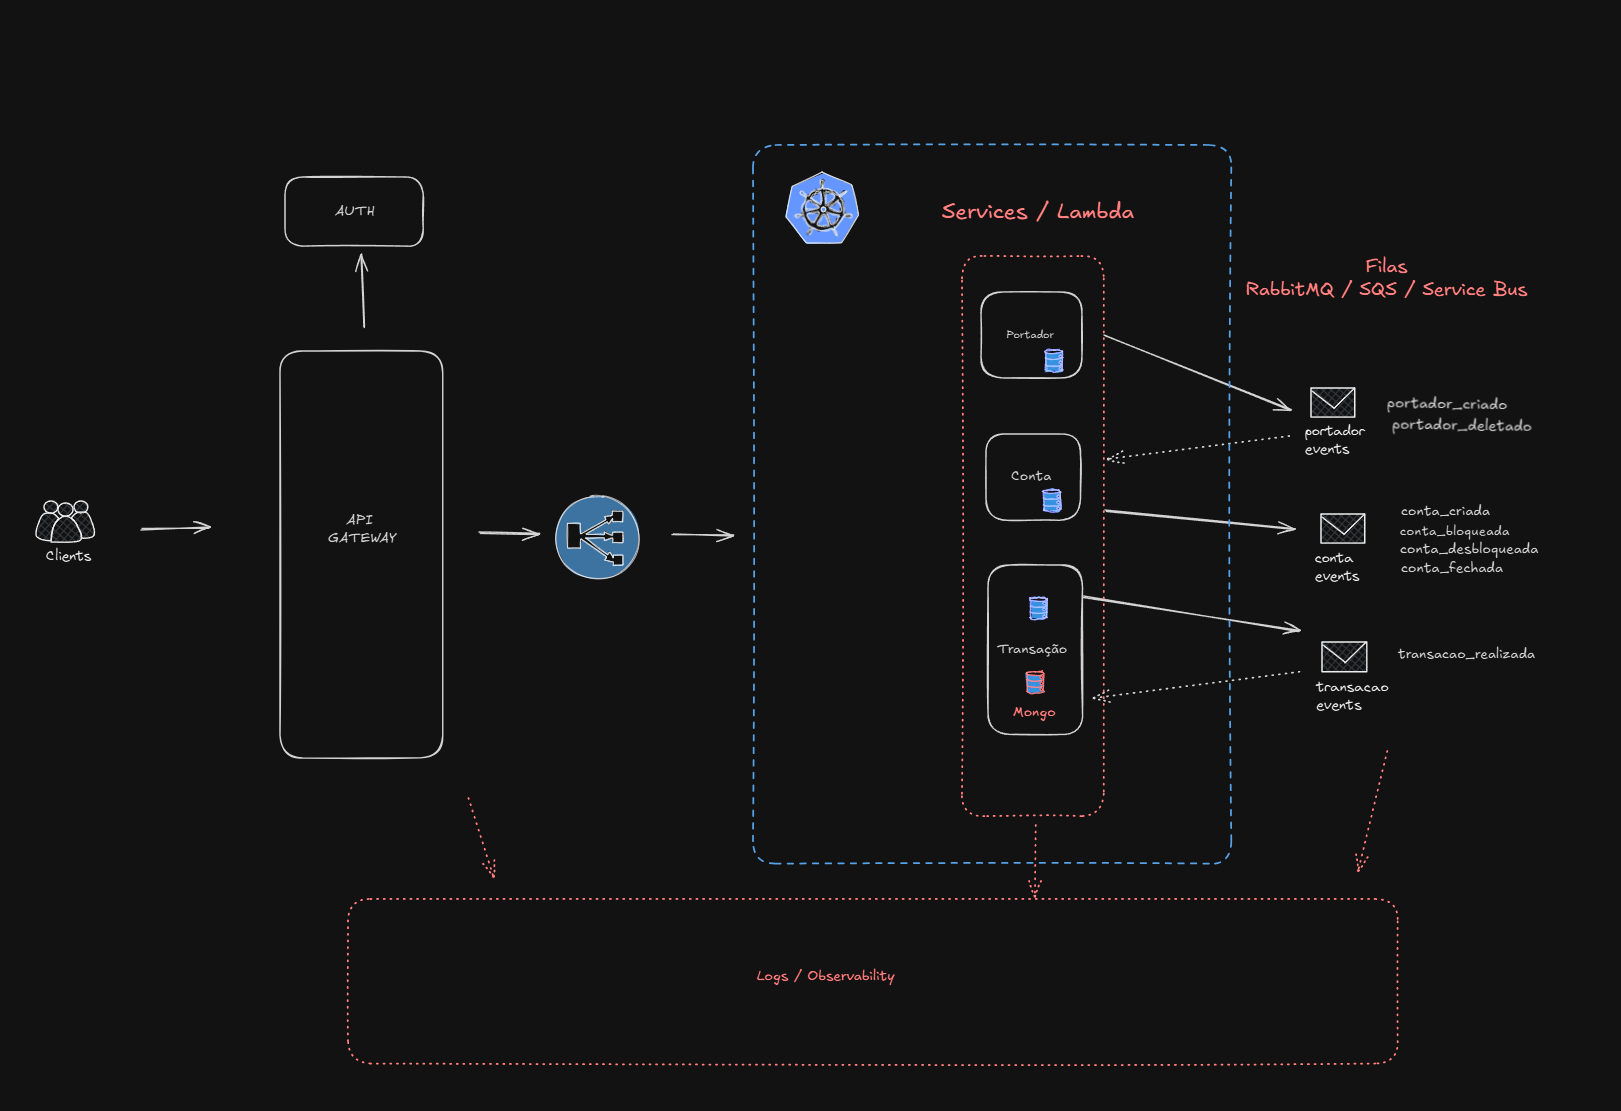 AUTH
Services / Lambda
Filas
RabbitMQ / SQS / Service Bus
Portador
portador_criado
portador_deletado
portador
events
Conta
conta_criada
conta_bloqueada
conta_desbloqueada
conta_fechada
API
GATEWAY
Clients
conta
events
Transação
Mongo
transacao_realizada
transacao
events
Logs / Observability